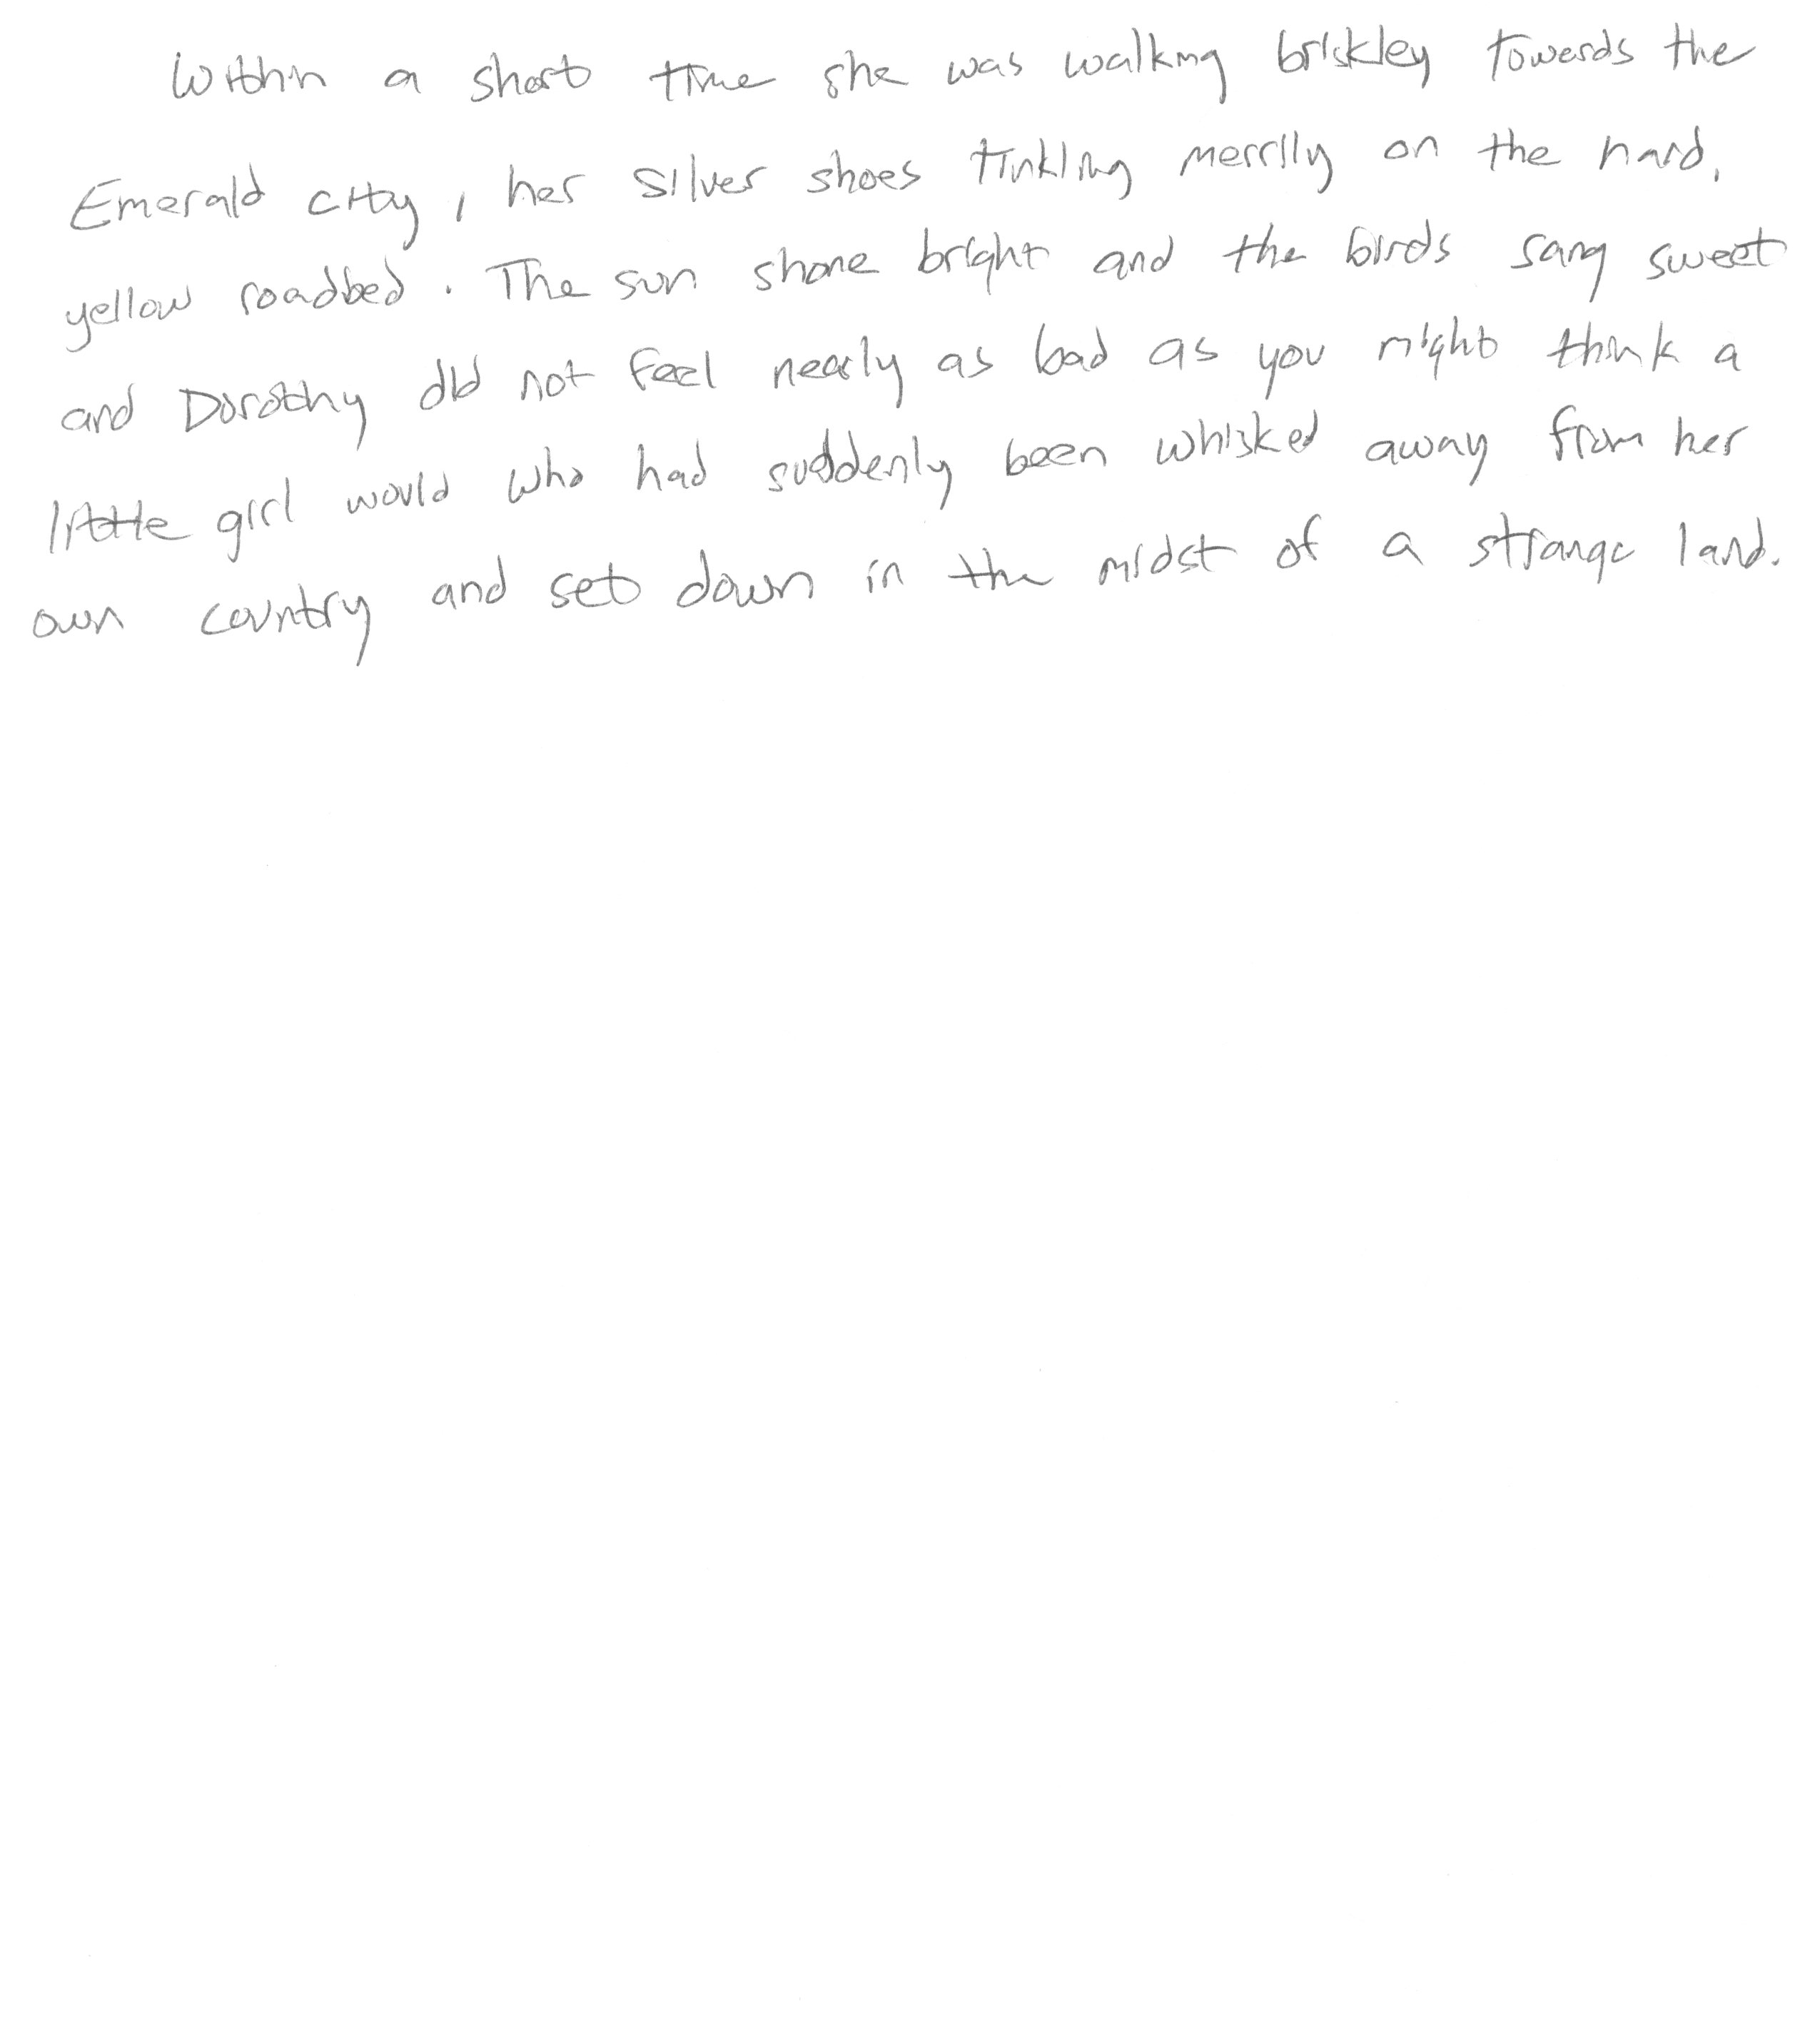 Within a short time she was walking briskley towards the
Emerald city, her silver shoes tinkling merrily on the hard,
yellow roadbed. The sun shone bright and the birds sang sweet
and Dorothy did not feel nearly as bad as you might think a
little girl would who had suddenly been whisked away from her
own country and set down in the midst of a strange land.